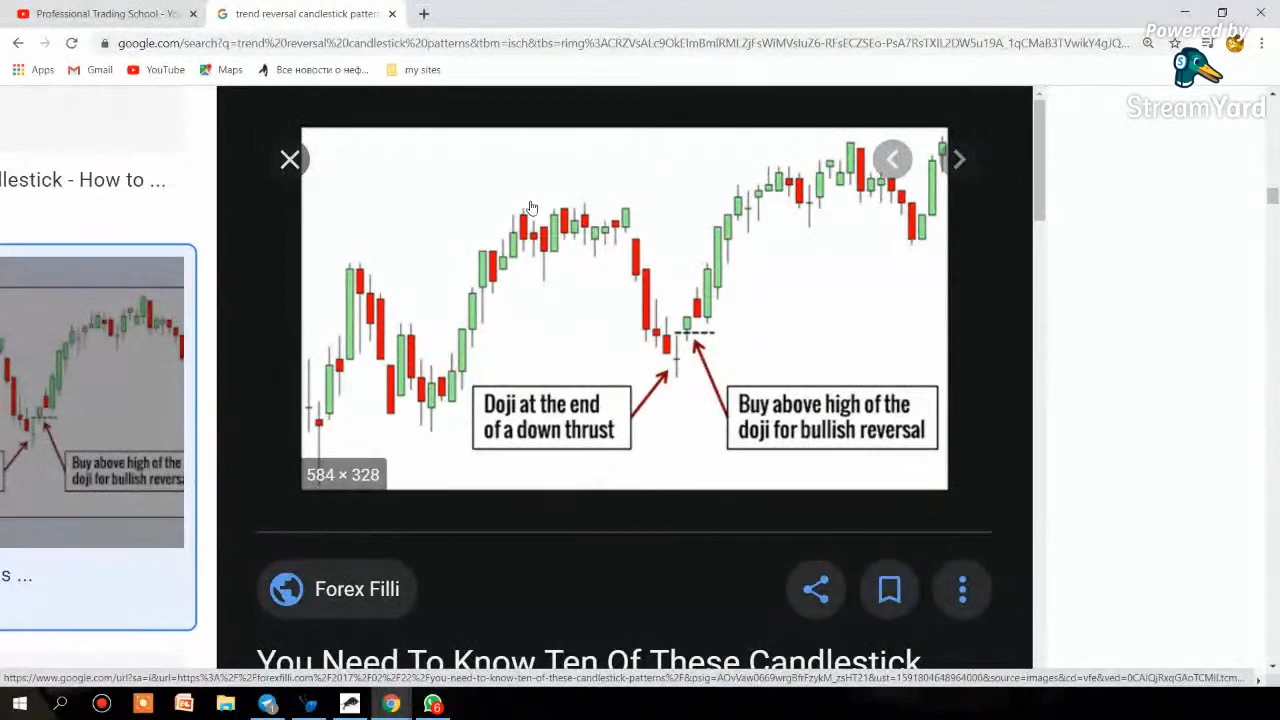 Professional Trading School - Yo
trend reversal candlestick pattern
Powered by
google.com/search?q=trend%20reversal%20candlestick%20patterns&tbm
Apps
Gmail
YouTube
Maps
Все новости о неф...
my sites
StreamYard
llestick - How to ...
Doji at the end
of a down thrust
Buy above high of the
doji for bullish reversal
584 × 328
Buy above high of the
doji for bullish revers
s ...
Forex Filli
You Need To Know Ten Of These Candlestick
6